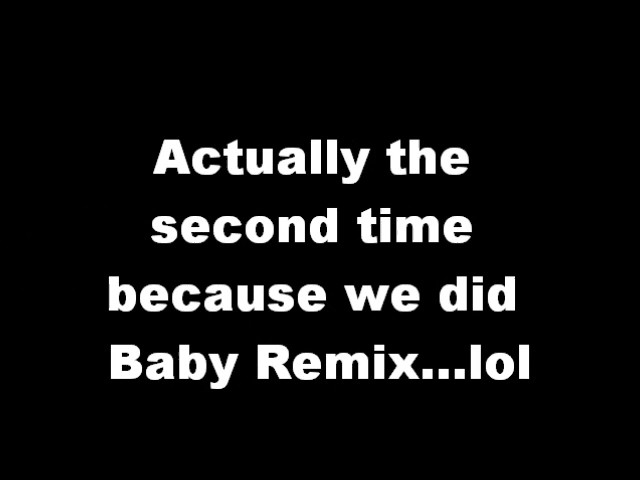 Actually the
second time
because we did
Baby Remix...lol